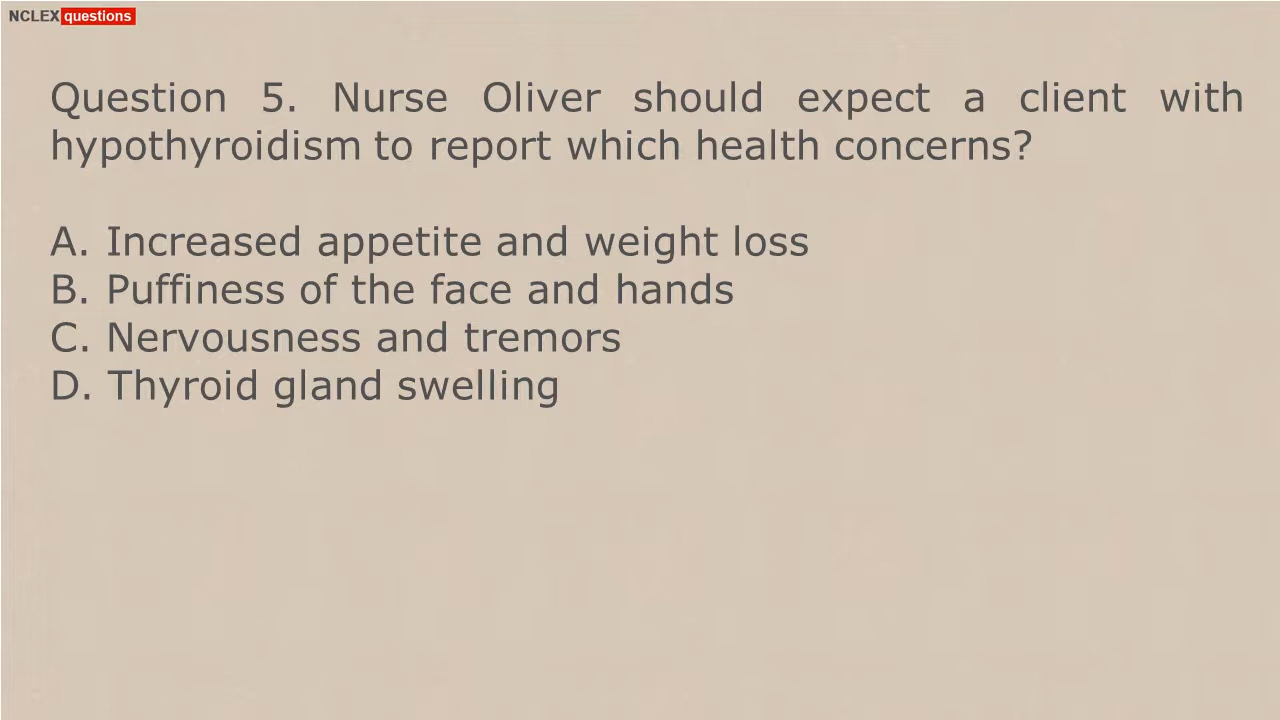 NCLEX questions
Question 5. Nurse Oliver should expect a client with
hypothyroidism to report which health concerns?
A. Increased appetite and weight loss
B. Puffiness of the face and hands
C. Nervousness and tremors
D. Thyroid gland swelling